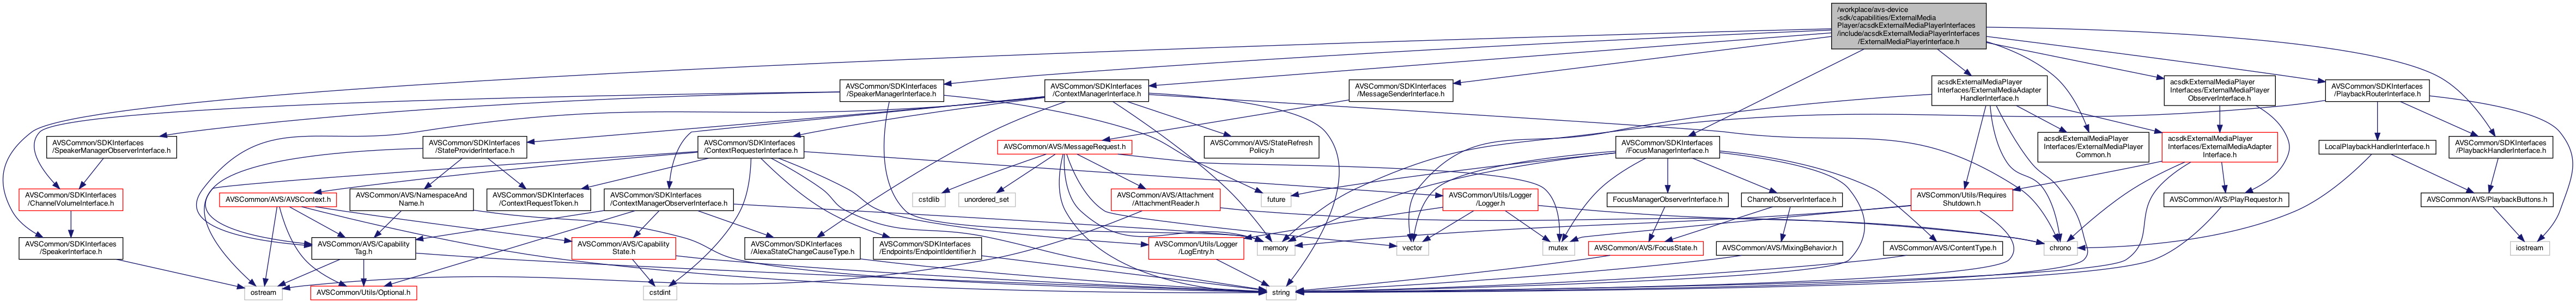 /workplace/avs-device
-sdk/capabilities/ExternalMedia
Player/acsdkExternalMediaPlayerInterfaces
/include/acsdkExternalMediaPlayerInterfaces
/ExternalMediaPlayerInterface.h
AVSCommon/SDKInterfaces
/SpeakerManagerInterface.h
AVSCommon/SDKInterfaces
/ContextManagerInterface.h
AVSCommon/SDKInterfaces
/MessageSenderInterface.h
acsdkExternalMediaPlayer
Interfaces/ExternalMediaAdapter
HandlerInterface.h
acsdkExternalMediaPlayer
Interfaces/ExternalMediaPlayer
ObserverInterface.h
AVSCommon/SDKInterfaces
/PlaybackRouterInterface.h
AVSCommon/SDKInterfaces
/SpeakerManagerObserverInterface.h
AVSCommon/SDKInterfaces
/StateProviderInterface.h
AVSCommon/SDKInterfaces
/ContextRequesterInterface.h
AVSCommon/AVS/MessageRequest.h
AVSCommon/AVS/StateRefresh
Policy.h
AVSCommon/SDKInterfaces
/FocusManagerInterface.h
acsdkExternalMediaPlayer
Interfaces/ExternalMediaPlayer
Common.h
acsdkExternalMediaPlayer
Interfaces/ExternalMediaAdapter
Interface.h
LocalPlaybackHandlerInterface.h
AVSCommon/SDKInterfaces
/PlaybackHandlerInterface.h
AVSCommon/SDKInterfaces
/ChannelVolumeInterface.h
AVSCommon/AVS/AVSContext.h
AVSCommon/AVS/NamespaceAnd
Name.h
AVSCommon/SDKInterfaces
/ContextRequestToken.h
AVSCommon/SDKInterfaces
/ContextManagerObserverInterface.h
cstdlib
unordered_set
AVSCommon/AVS/Attachment
/AttachmentReader.h
future
AVSCommon/Utils/Logger
/Logger.h
FocusManagerObserverInterface.h
ChannelObserverInterface.h
AVSCommon/Utils/Requires
Shutdown.h
AVSCommon/AVS/PlayRequestor.h
AVSCommon/AVS/PlaybackButtons.h
AVSCommon/SDKInterfaces
/SpeakerInterface.h
AVSCommon/AVS/Capability
Tag.h
AVSCommon/AVS/Capability
State.h
AVSCommon/SDKInterfaces
/AlexaStateChangeCauseType.h
AVSCommon/SDKInterfaces
/Endpoints/EndpointIdentifier.h
AVSCommon/Utils/Logger
/LogEntry.h
memory
vector
mutex
AVSCommon/AVS/FocusState.h
AVSCommon/AVS/MixingBehavior.h
AVSCommon/AVS/ContentType.h
chrono
iostream
ostream
AVSCommon/Utils/Optional.h
cstdint
string